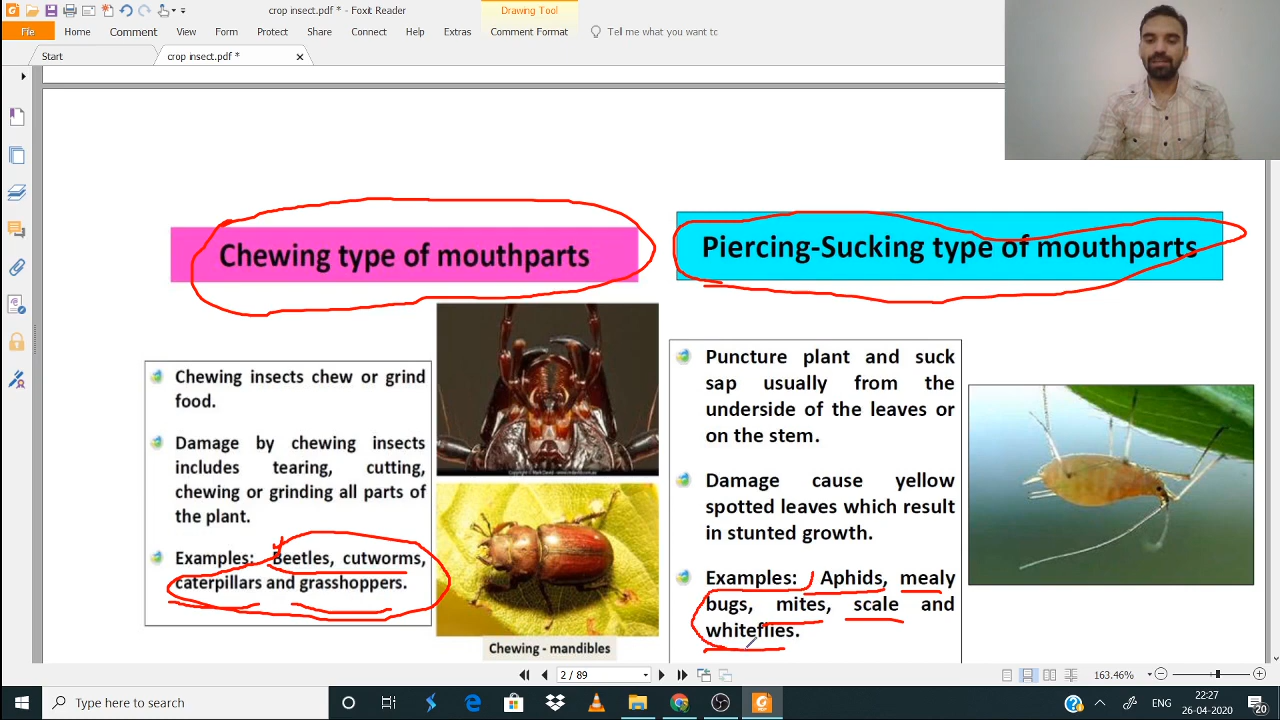 crop insect.pdf * - Foxit Reader
Drawing Tool
File Home Comment View Form Protect Share Connect Help Extras Comment Format Tell me what you want to
Start
crop insect.pdf *
Chewing type of mouthparts
Chewing insects chew or grind
food.
Damage by chewing insects
includes tearing, cutting,
chewing or grinding all parts of
the plant.
Examples: Beetles, cutworms,
caterpillars and grasshoppers.
Chewing - mandibles
Piercing-Sucking type of mouthparts
Puncture plant and suck
sap usually from the
underside of the leaves or
on the stem.
Damage cause yellow
spotted leaves which result
in stunted growth.
Examples: Aphids, mealy
bugs, mites, scale and
whiteflies.
2 / 89
163.46%
Type here to search
ENG
22:27
26-04-2020
20